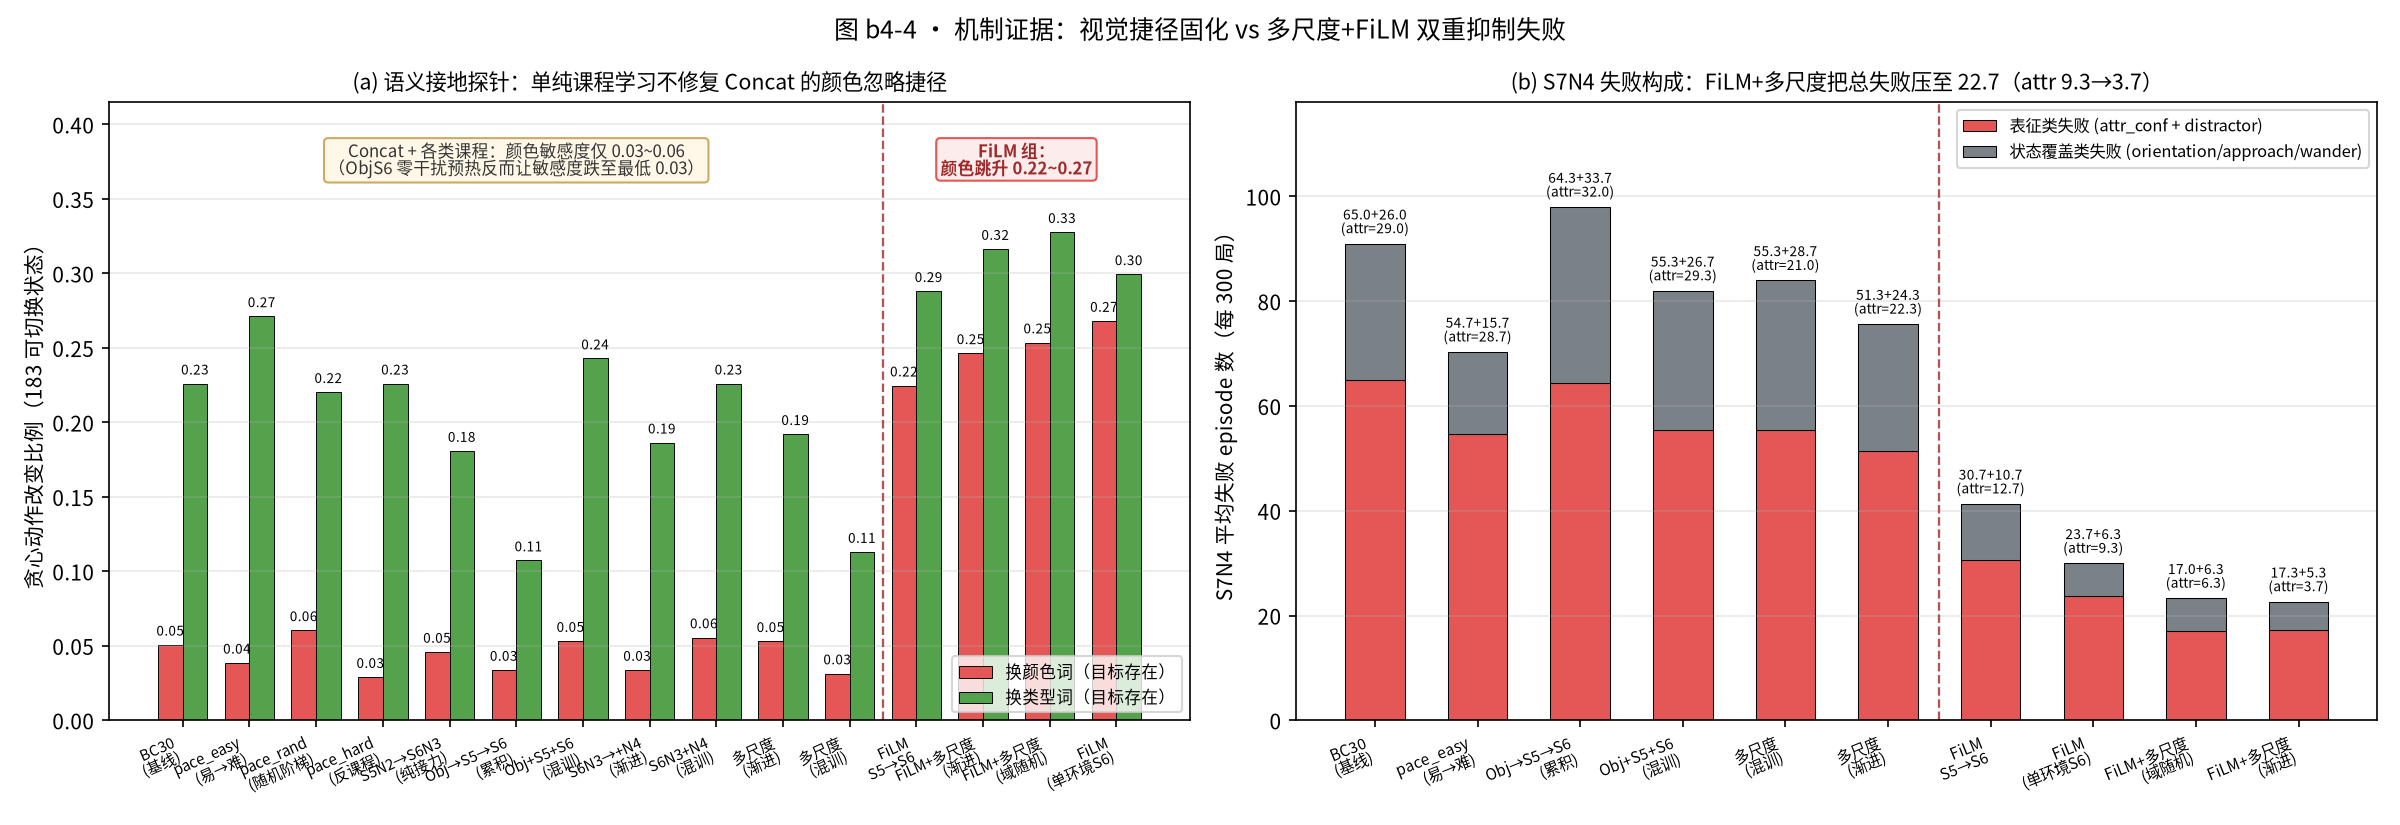 图 b4-4 · 机制证据：视觉捷径固化 vs 多尺度+FiLM 双重抑制失败
(a) 语义接地探针：单纯课程学习不修复 Concat 的颜色忽略捷径
贪心动作改变比例（183 可切换状态）
0.40
0.35
0.30
0.25
0.20
0.15
0.10
0.05
0.00
Concat + 各类课程：颜色敏感度仅 0.03~0.06
（ObjS6 零干扰预热反而让敏感度跌至最低 0.03）
FiLM 组：
颜色跳升 0.22~0.27
0.05
0.23
0.04
0.27
0.06
0.22
0.03
0.23
0.05
0.18
0.03
0.11
0.05
0.24
0.03
0.19
0.06
0.23
0.05
0.19
0.03
0.11
0.22
0.29
0.25
0.32
0.25
0.33
0.27
0.30
换颜色词（目标存在）
换类型词（目标存在）
BC30
(基线)
pace_easy
(易→难)
pace_rand
(随机阶梯)
pace_hard
(反课程)
S5N2→S6N3
(纯接力)
Obj→S5→S6
(累积)
Obj+S5+S6
(混训)
S6N3→+N4
(渐进)
S6N3+N4
(混训)
多尺度
(渐进)
多尺度
(混训)
FiLM
S5→S6
FiLM+多尺度
(渐进)
FiLM+多尺度
(域随机)
FiLM
(单环境S6)
(b) S7N4 失败构成：FiLM+多尺度把总失败压至 22.7（attr 9.3→3.7）
S7N4 平均失败 episode 数（每 300 局）
100
80
60
40
20
0
表征类失败 (attr_conf + distractor)
状态覆盖类失败 (orientation/approach/wander)
65.0+26.0
(attr=29.0)
54.7+15.7
(attr=28.7)
64.3+33.7
(attr=32.0)
55.3+26.7
(attr=29.3)
55.3+28.7
(attr=21.0)
51.3+24.3
(attr=22.3)
30.7+10.7
(attr=12.7)
23.7+6.3
(attr=9.3)
17.0+6.3
(attr=6.3)
17.3+5.3
(attr=3.7)
BC30
(基线)
pace_easy
(易→难)
Obj→S5→S6
(累积)
Obj+S5+S6
(混训)
多尺度
(混训)
多尺度
(渐进)
FiLM
S5→S6
FiLM
(单环境S6)
FiLM+多尺度
(域随机)
FiLM+多尺度
(渐进)